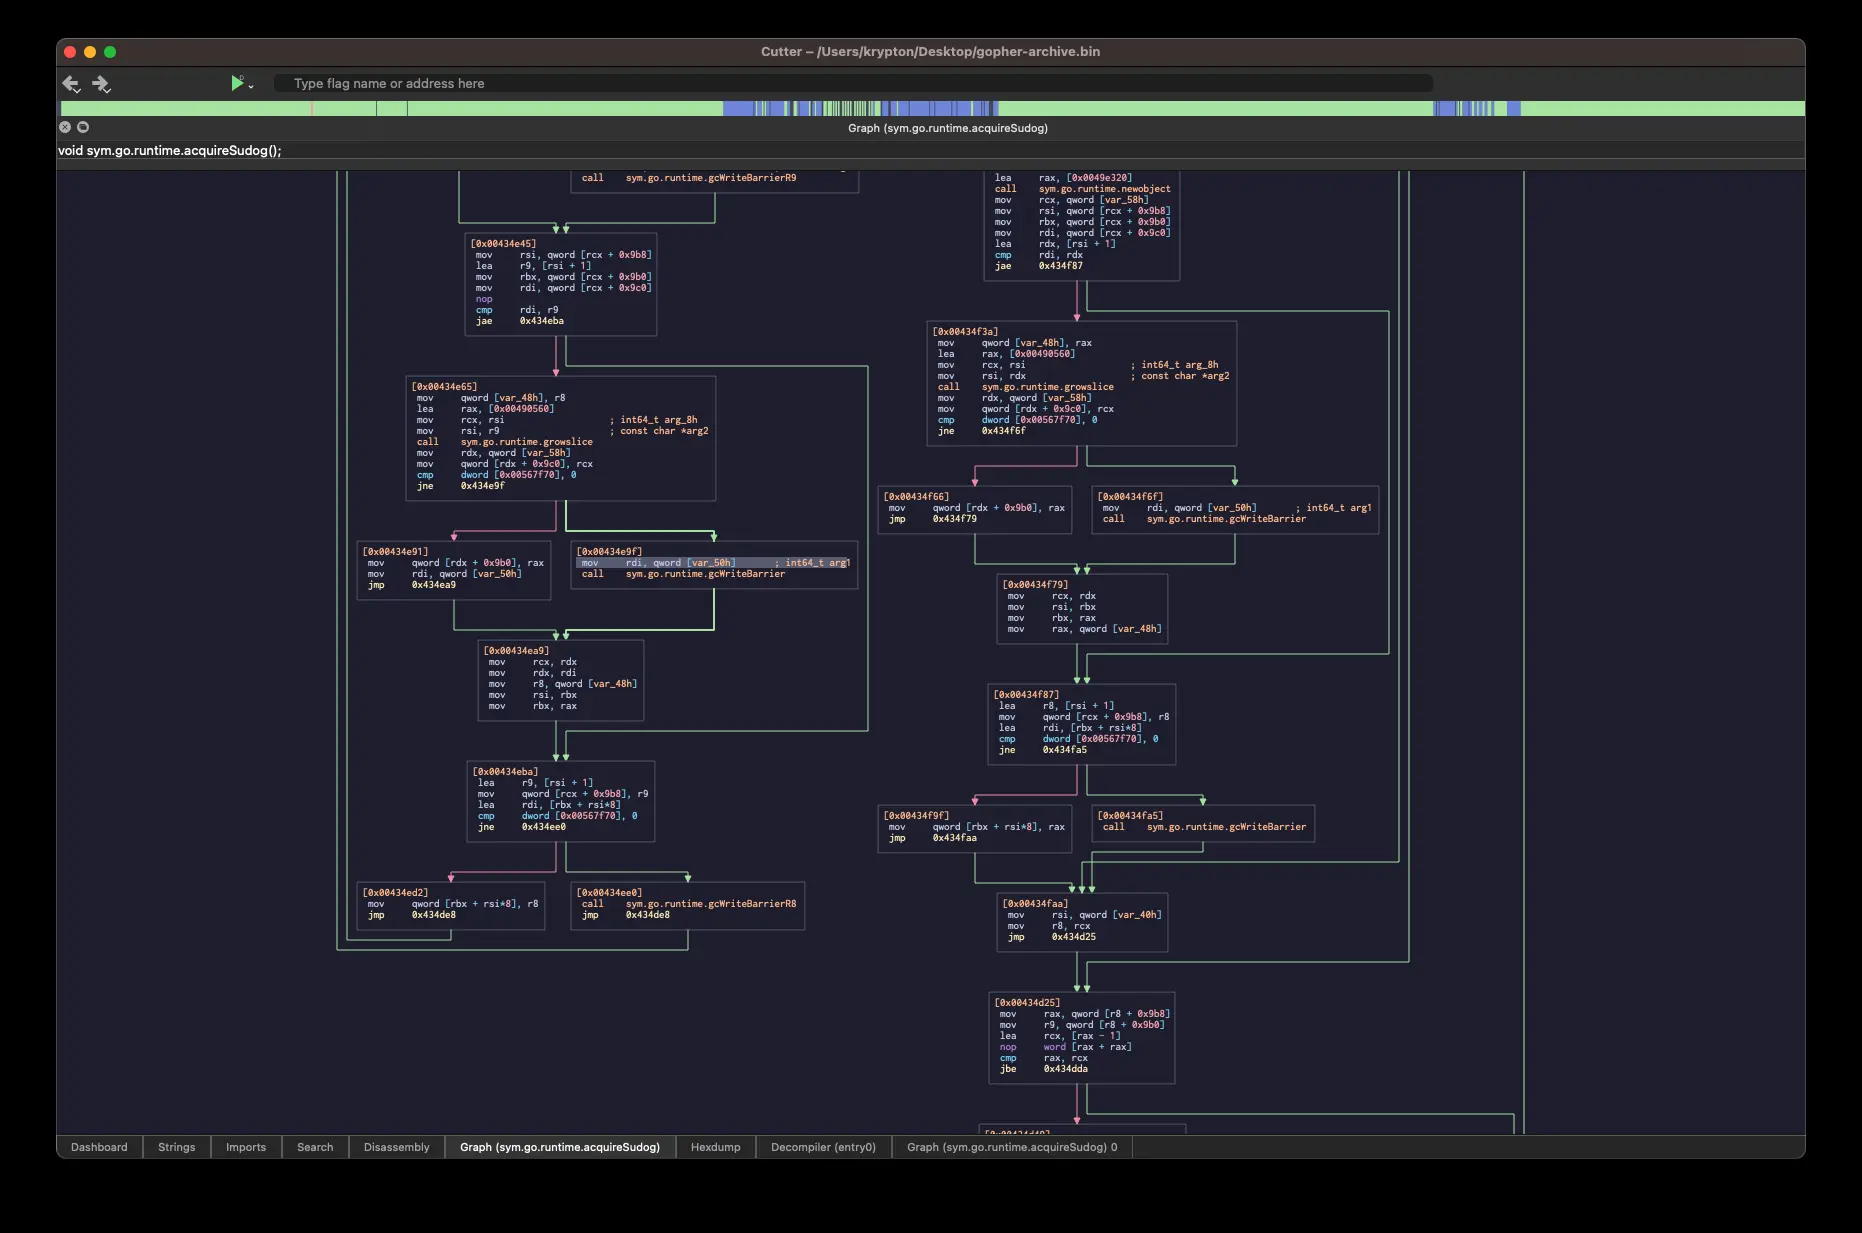 Cutter – /Users/krypton/Desktop/gopher-archive.bin
Type flag name or address here
Graph (sym.go.runtime.acquireSudog)
void sym.go.runtime.acquireSudog();
call sym.go.runtime.gcWriteBarrierR9
[0x00434e45]
mov rsi, qword [rcx + 0x9b8]
lea r9, [rsi + 1]
mov rbx, qword [rcx + 0x9b0]
mov rdi, qword [rcx + 0x9c0]
nop
cmp rdi, r9
jae 0x434eba
[0x00434e65]
mov qword [var_48h], r8
lea rax, [0x00490560]
mov rcx, rsi ; int64_t arg_8h
mov rsi, r9 ; const char *arg2
call sym.go.runtime.growslice
mov rdx, qword [var_58h]
mov qword [rdx + 0x9c0], rcx
cmp dword [0x00567f70], 0
jne 0x434e9f
[0x00434e91]
mov qword [rdx + 0x9b0], rax
mov rdi, qword [var_50h]
jmp 0x434ea9
[0x00434e9f]
mov rdi, qword [var_50h] ; int64_t arg1
call sym.go.runtime.gcWriteBarrier
[0x00434ea9]
mov rcx, rdx
mov rdx, rdi
mov r8, qword [var_48h]
mov rsi, rbx
mov rbx, rax
[0x00434eba]
lea r9, [rsi + 1]
mov qword [rcx + 0x9b8], r9
lea rdi, [rbx + rsi*8]
cmp dword [0x00567f70], 0
jne 0x434ee0
[0x00434ed2]
mov qword [rbx + rsi*8], r8
jmp 0x434de8
[0x00434ee0]
call sym.go.runtime.gcWriteBarrierR8
jmp 0x434de8
lea rax, [0x0049e320]
call sym.go.runtime.newobject
mov rcx, qword [var_58h]
mov rsi, qword [rcx + 0x9b8]
mov rbx, qword [rcx + 0x9b0]
mov rdi, qword [rcx + 0x9c0]
lea rdx, [rsi + 1]
cmp rdi, rdx
jae 0x434f87
[0x00434f3a]
mov qword [var_48h], rax
lea rax, [0x00490560]
mov rcx, rsi ; int64_t arg_8h
mov rsi, rdx ; const char *arg2
call sym.go.runtime.growslice
mov rdx, qword [var_58h]
mov qword [rdx + 0x9c0], rcx
cmp dword [0x00567f70], 0
jne 0x434f6f
[0x00434f66]
mov qword [rdx + 0x9b0], rax
jmp 0x434f79
[0x00434f6f]
mov rdi, qword [var_50h] ; int64_t arg1
call sym.go.runtime.gcWriteBarrier
[0x00434f79]
mov rcx, rdx
mov rsi, rbx
mov rbx, rax
mov rax, qword [var_48h]
[0x00434f87]
lea r8, [rsi + 1]
mov qword [rcx + 0x9b8], r8
lea rdi, [rbx + rsi*8]
cmp dword [0x00567f70], 0
jne 0x434fa5
[0x00434f9f]
mov qword [rbx + rsi*8], rax
jmp 0x434faa
[0x00434fa5]
call sym.go.runtime.gcWriteBarrier
[0x00434faa]
mov rsi, qword [var_40h]
mov r8, rcx
jmp 0x434d25
[0x00434d25]
mov rax, qword [r8 + 0x9b8]
mov r9, qword [r8 + 0x9b0]
lea rcx, [rax - 1]
nop word [rax + rax]
cmp rax, rcx
jbe 0x434dda
Dashboard
Strings
Imports
Search
Disassembly
Graph (sym.go.runtime.acquireSudog)
Hexdump
Decompiler (entry0)
Graph (sym.go.runtime.acquireSudog) 0